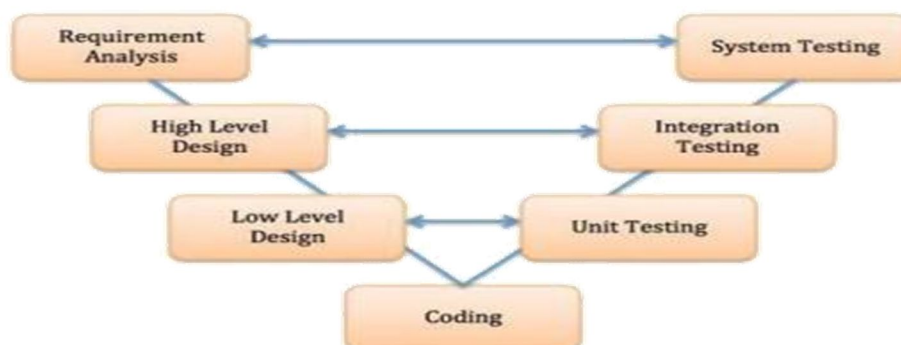 Requirement
Analysis
System Testing
High Level
Design
Integration
Testing
Low Level
Design
Unit Testing
Coding